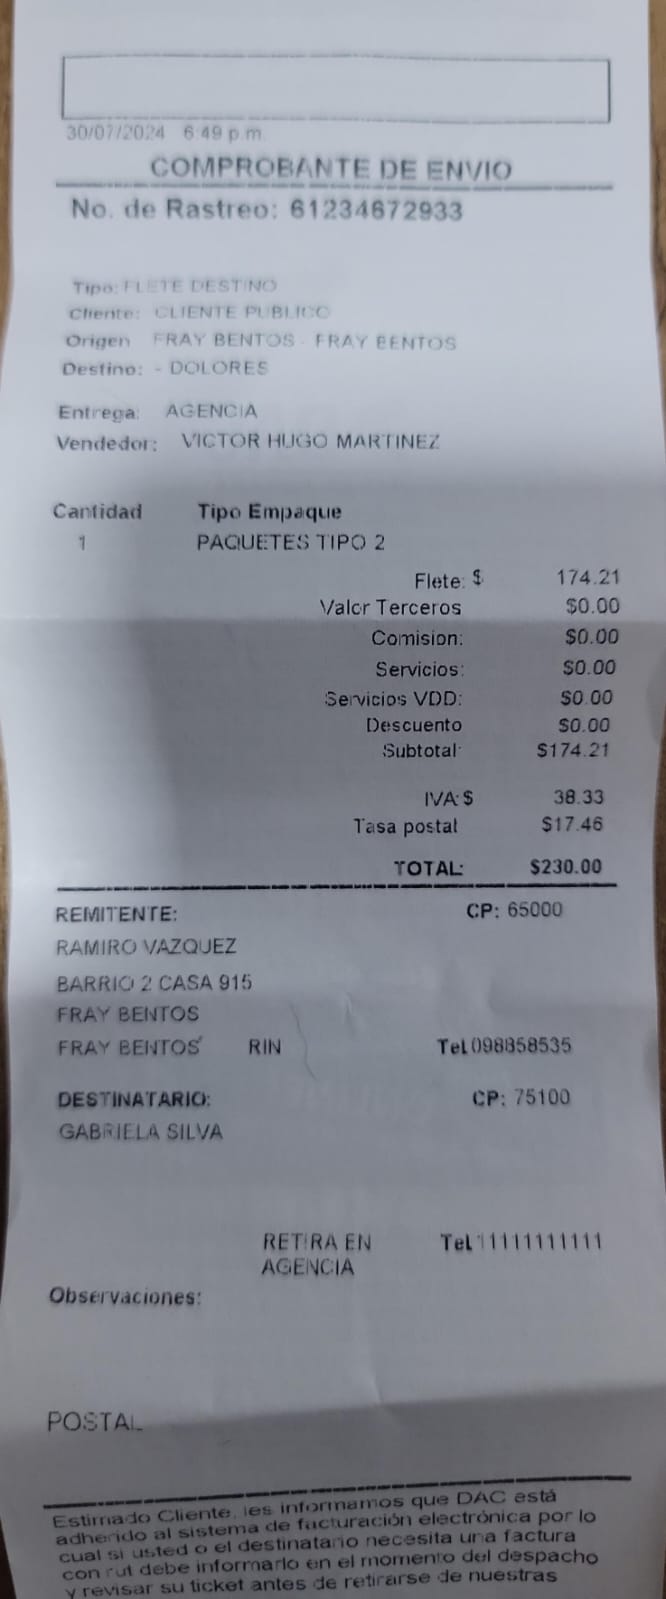 30/07/2024 6:49 p.m.
COMPROBANTE DE ENVIO
No. de Rastreo: 61234672933
Tipo: FLETE DESTINO
Cliente: CLIENTE PUBLICO
Origen FRAY BENTOS - FRAY BENTOS
Destino: - DOLORES
Entrega: AGENCIA
Vendedor: VICTOR HUGO MARTINEZ
Cantidad Tipo Empaque
1 PAQUETES TIPO 2
Flete: $ 174.21
Valor Terceros $0.00
Comision: $0.00
Servicios: $0.00
Servicios VDD: $0.00
Descuento $0.00
Subtotal: $174.21
IVA: $ 38.33
Tasa postal $17.46
TOTAL: $230.00
REMITENTE: CP: 65000
RAMIRO VAZQUEZ
BARRIO 2 CASA 915
FRAY BENTOS
FRAY BENTOS RIN Tel. 098858535
DESTINATARIO: CP: 75100
GABRIELA SILVA
RETIRA EN Tel. 11111111111
AGENCIA
Observaciones:
POSTAL
Estimado Cliente, les informamos que DAC está
adherido al sistema de facturación electrónica por lo
cual si usted o el destinatario necesita una factura
con rut debe informarlo en el momento del despacho
y revisar su ticket antes de retirarse de nuestras